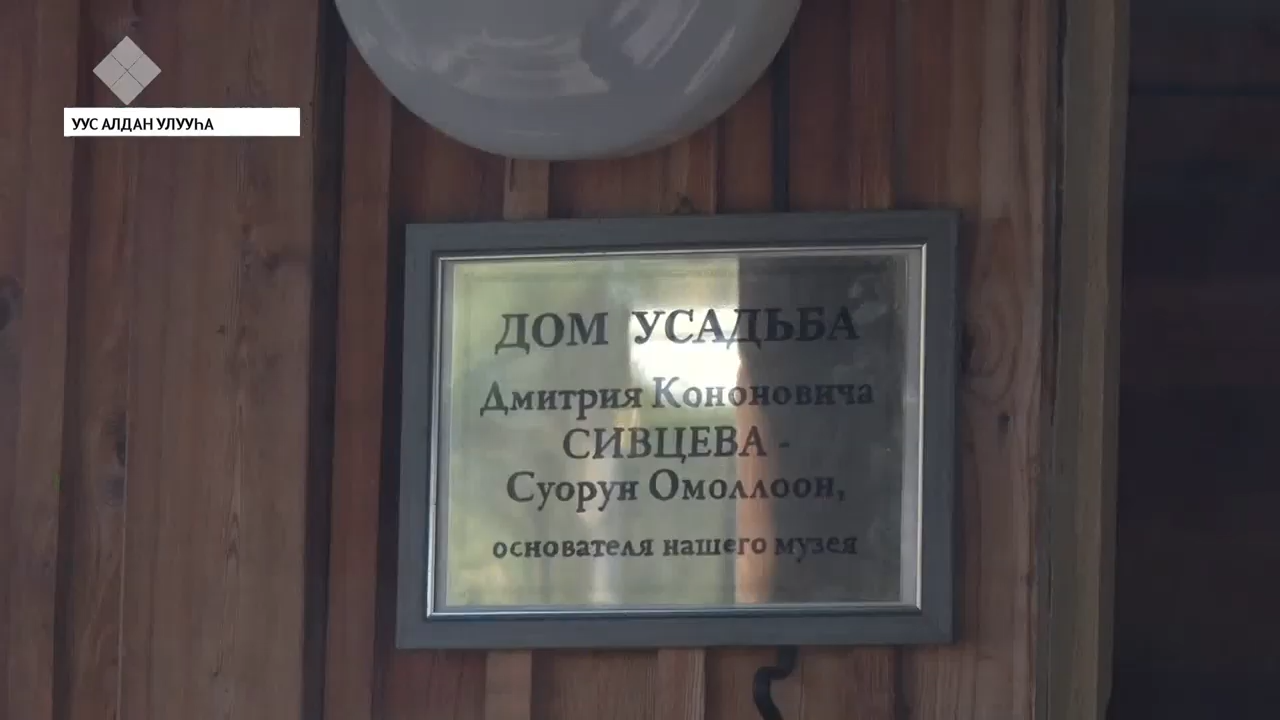 УУС АЛДАН УЛУУҺА
ДОМ УСАДЬБА
Дмитрия Кононовича
СИВЦЕВА -
Суорун Омоллоон,
основателя нашего музея